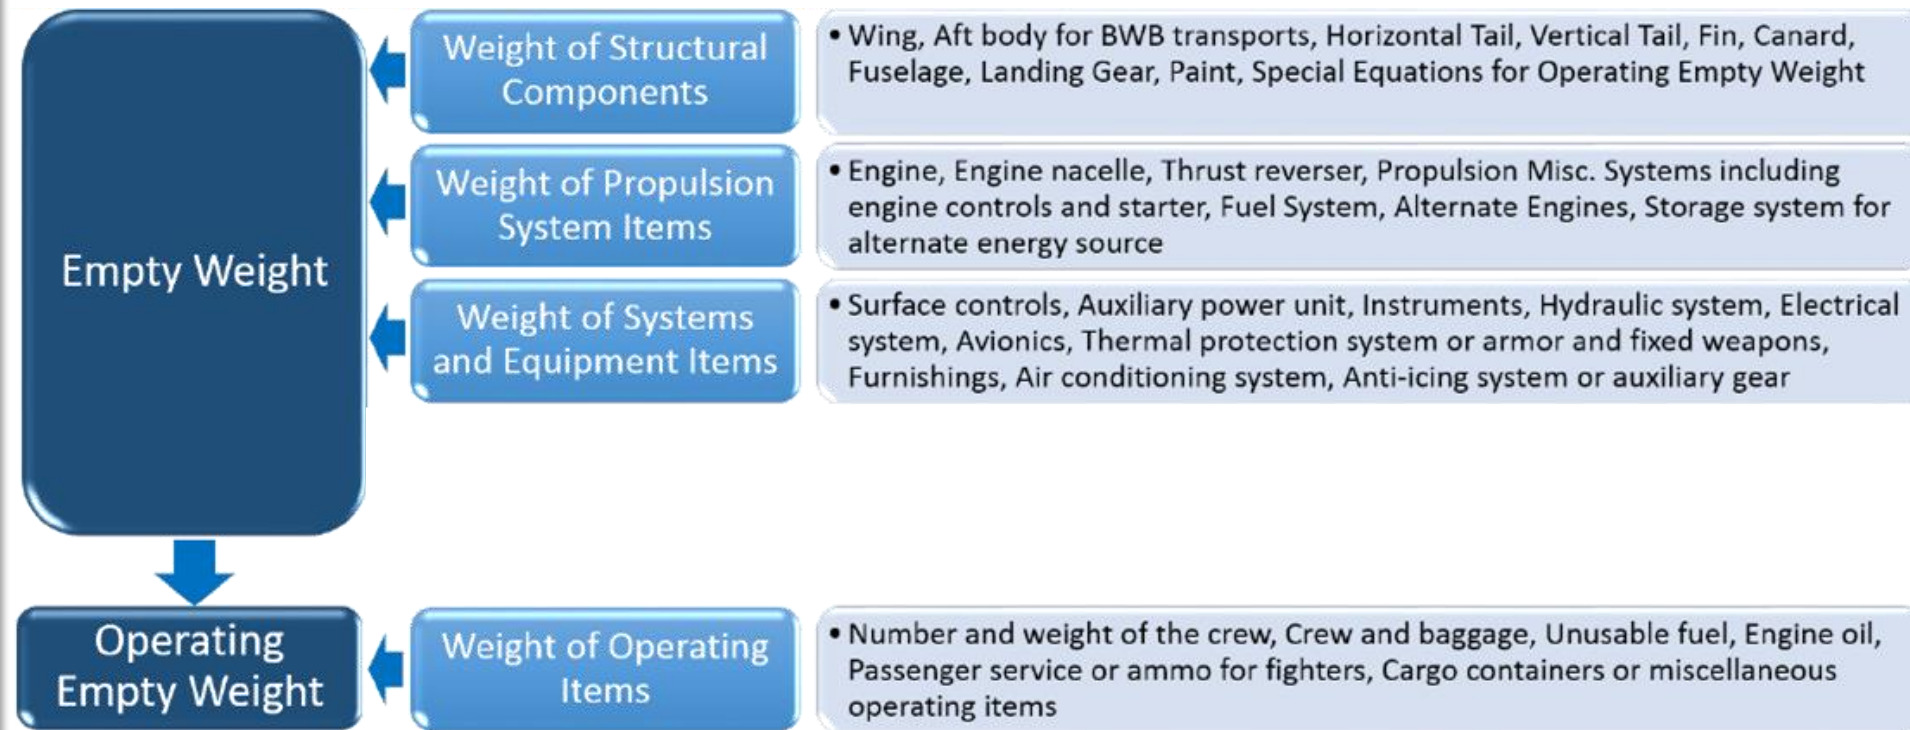 Empty Weight
Weight of Structural
Components
• Wing, Aft body for BWB transports, Horizontal Tail, Vertical Tail, Fin, Canard,
Fuselage, Landing Gear, Paint, Special Equations for Operating Empty Weight
Weight of Propulsion
System Items
• Engine, Engine nacelle, Thrust reverser, Propulsion Misc. Systems including
engine controls and starter, Fuel System, Alternate Engines, Storage system for
alternate energy source
Weight of Systems
and Equipment Items
• Surface controls, Auxiliary power unit, Instruments, Hydraulic system, Electrical
system, Avionics, Thermal protection system or armor and fixed weapons,
Furnishings, Air conditioning system, Anti-icing system or auxiliary gear
Operating
Empty Weight
Weight of Operating
Items
• Number and weight of the crew, Crew and baggage, Unusable fuel, Engine oil,
Passenger service or ammo for fighters, Cargo containers or miscellaneous
operating items